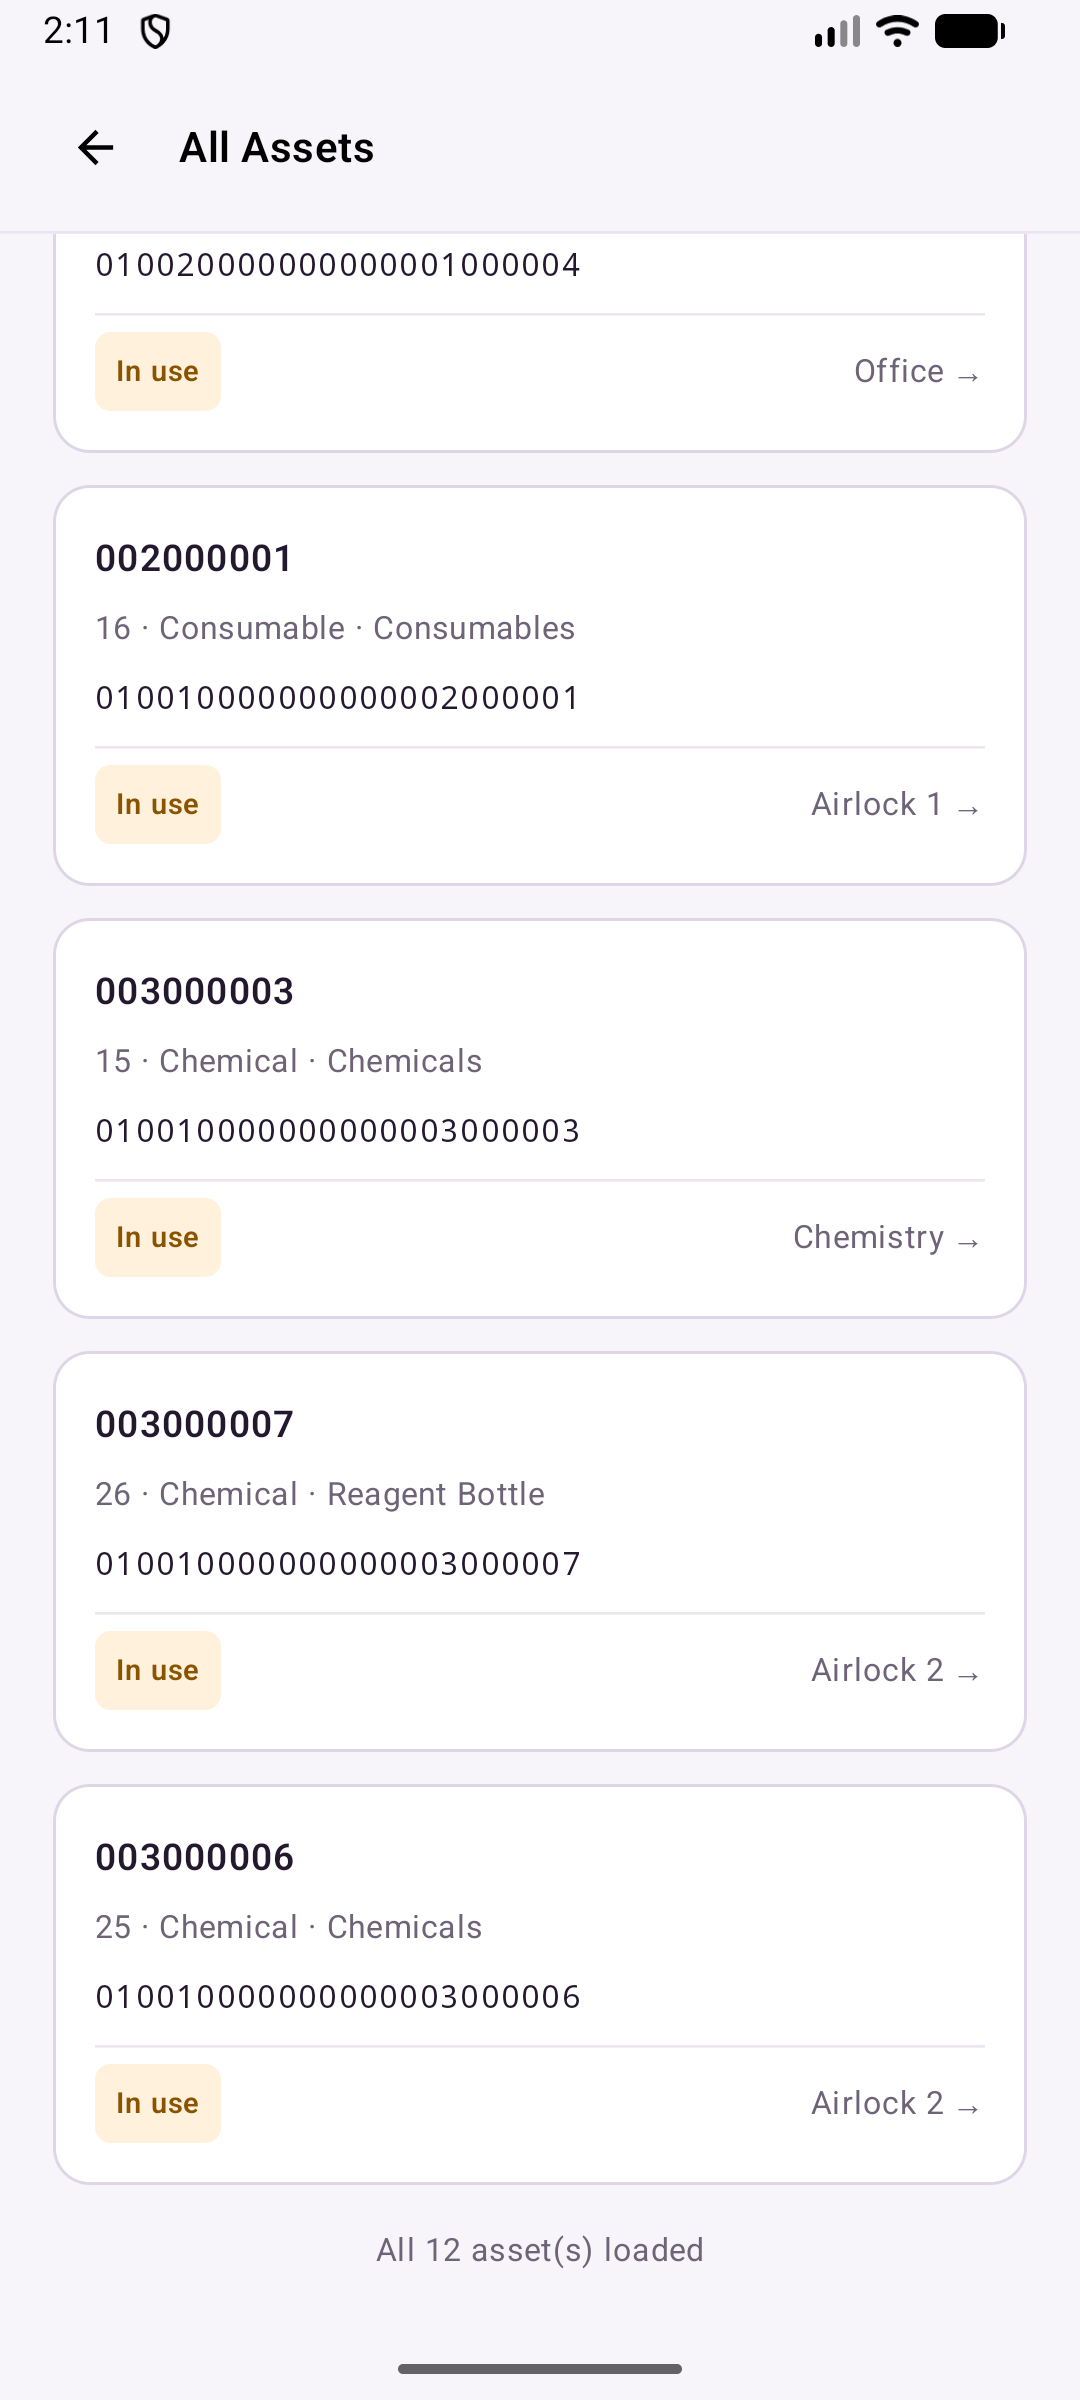 2:11
All Assets
010020000000000001000004
In use
Office →
002000001
16 · Consumable · Consumables
010010000000000002000001
In use
Airlock 1 →
003000003
15 · Chemical · Chemicals
010010000000000003000003
In use
Chemistry →
003000007
26 · Chemical · Reagent Bottle
010010000000000003000007
In use
Airlock 2 →
003000006
25 · Chemical · Chemicals
010010000000000003000006
In use
Airlock 2 →
All 12 asset(s) loaded